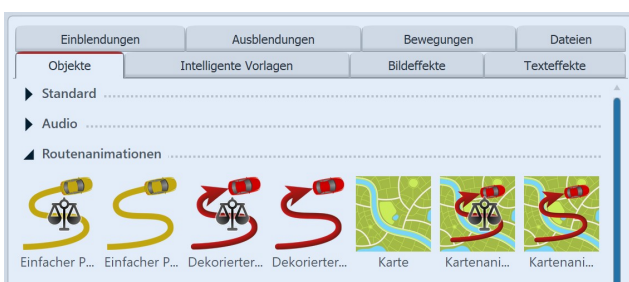 Einblendungen Ausblendungen Bewegungen Dateien
Objekte Intelligente Vorlagen Bildeffekte Texteffekte
Standard
Audio
Routenanimationen
Einfacher P... Einfacher P... Dekorierter... Dekorierter... Karte Kartenani... Kartenani...